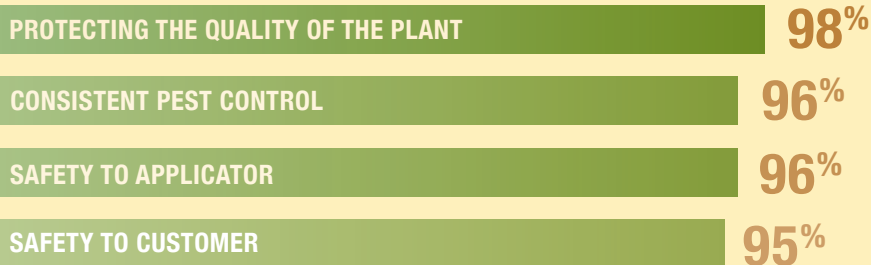 PROTECTING THE QUALITY OF THE PLANT 98%
CONSISTENT PEST CONTROL 96%
SAFETY TO APPLICATOR 96%
SAFETY TO CUSTOMER 95%